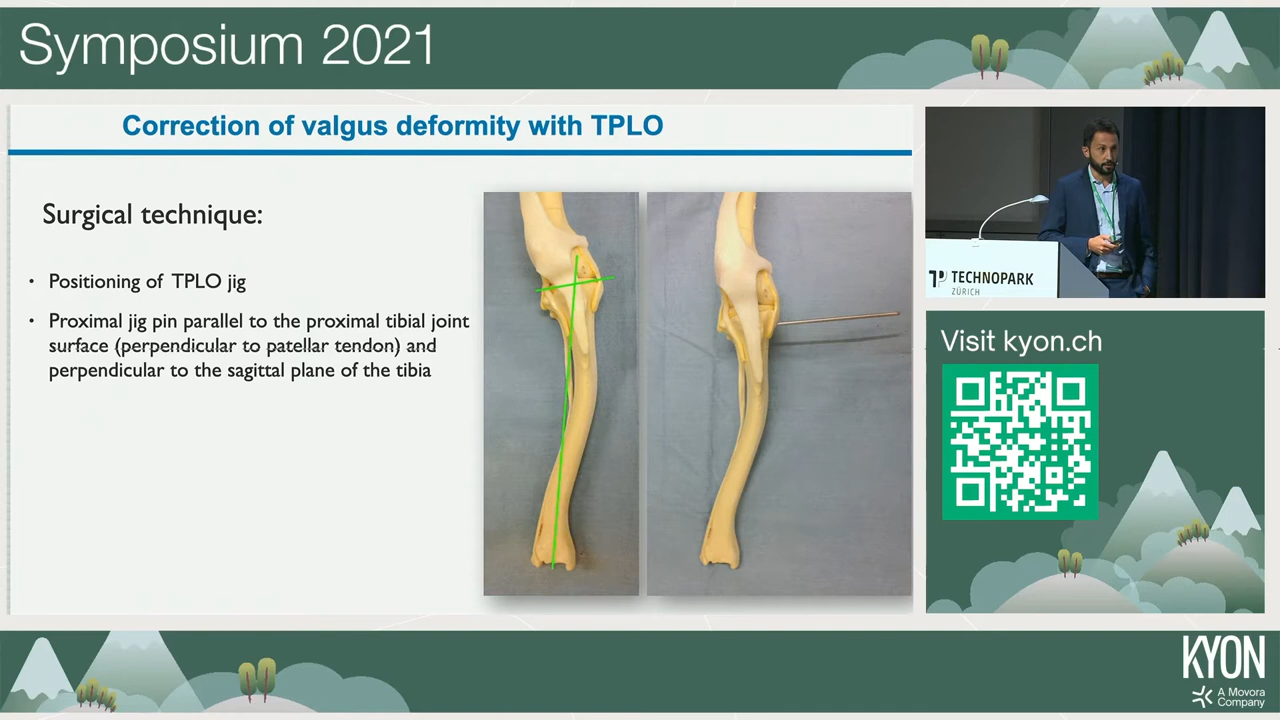 Symposium 2021
Correction of valgus deformity with TPLO
Surgical technique:
• Positioning of TPLO jig
• Proximal jig pin parallel to the proximal tibial joint
surface (perpendicular to patellar tendon) and
perpendicular to the sagittal plane of the tibia
TECHNOPARK
ZÜRICH
Visit kyon.ch
KYON
A Movora
Company